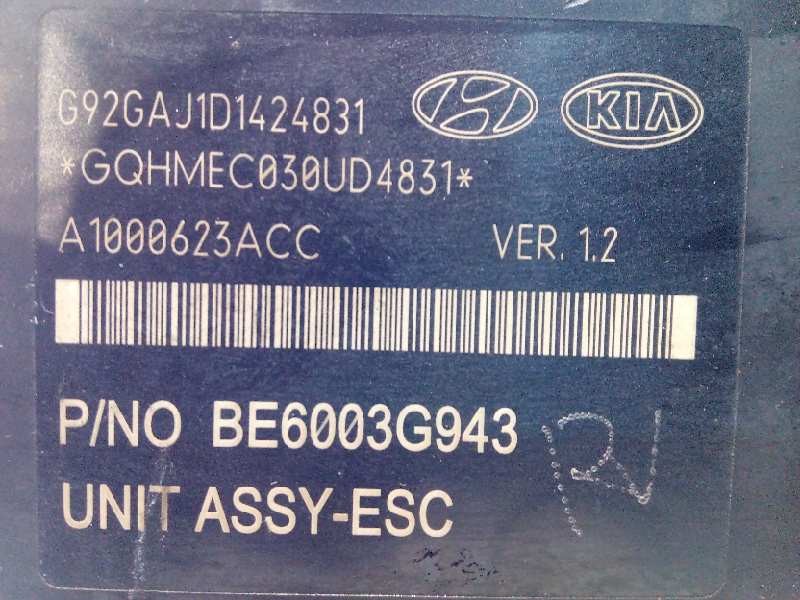 G92GAJ1D1424831
KIA
*GQHMEC030UD4831*
A1000623ACC VER. 1.2
P/NO BE6003G943
UNIT ASSY-ESC